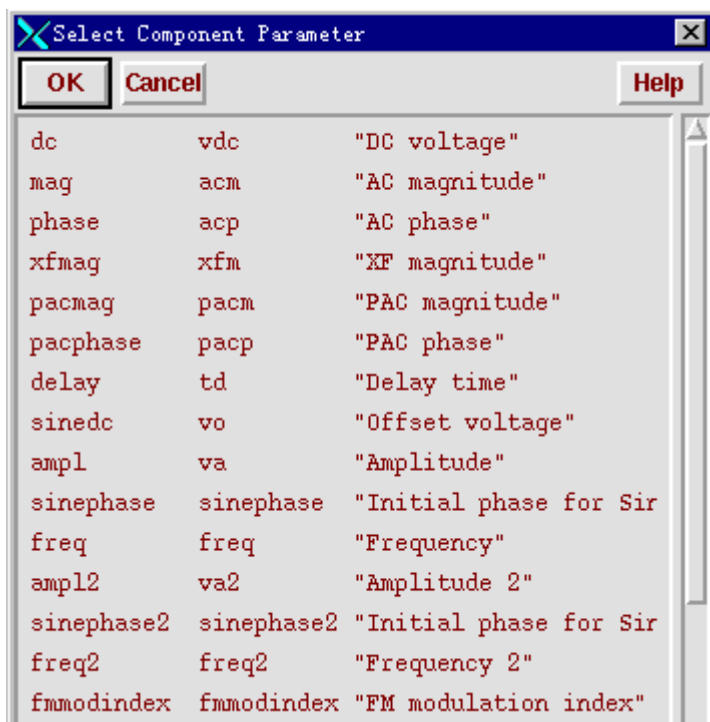 Select Component Parameter
OK Cancel Help
dc vdc "DC voltage"
mag acm "AC magnitude"
phase acp "AC phase"
xfmag xfm "XF magnitude"
pacmag pacm "PAC magnitude"
pacphase pacp "PAC phase"
delay td "Delay time"
sinedc vo "Offset voltage"
ampl va "Amplitude"
sinephase sinephase "Initial phase for Sir
freq freq "Frequency"
ampl2 va2 "Amplitude 2"
sinephase2 sinephase2 "Initial phase for Sir
freq2 freq2 "Frequency 2"
fmmodindex fmmodindex "FM modulation index"